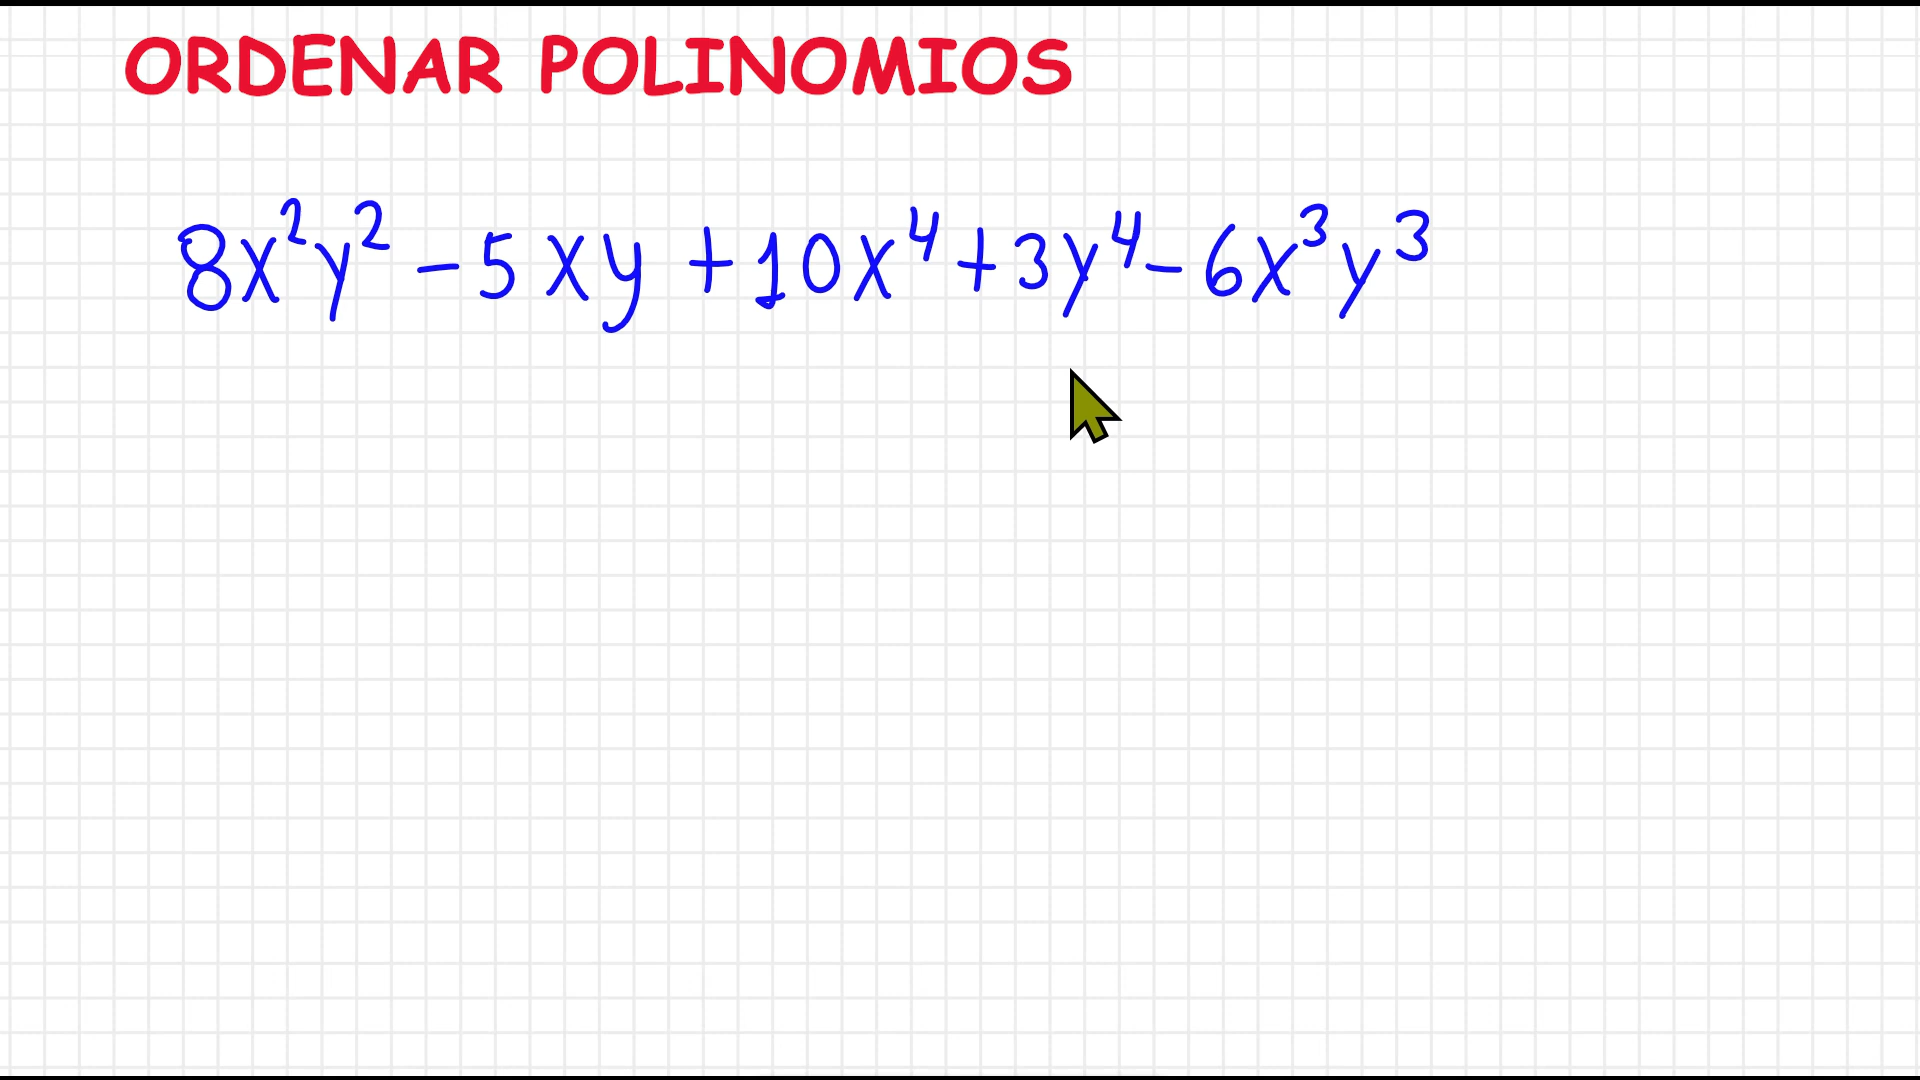 ORDENAR POLINOMIOS
8x²y² - 5xy + 10x⁴ + 3y⁴ - 6x³y³